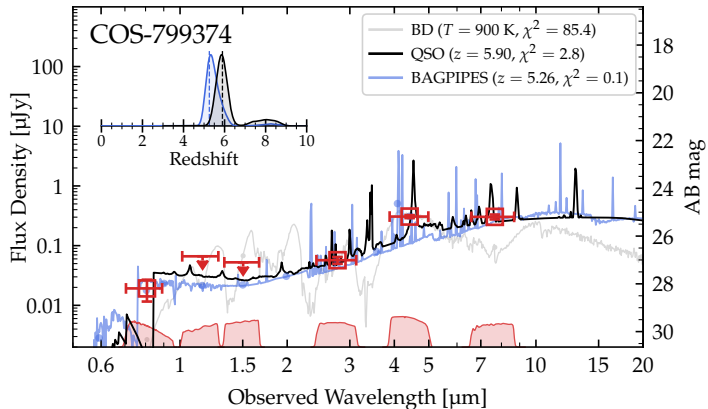 COS-799374
BD (T = 900 K, χ² = 85.4)
QSO (z = 5.90, χ² = 2.8)
BAGPIPES (z = 5.26, χ² = 0.1)
0 2 4 6 8 10
Redshift
100
10
1
0.1
0.01
Flux Density [µJy]
18
20
22
24
26
28
30
AB mag
0.6 1 1.5 2 3 4 5 6 7 10 15 20
Observed Wavelength [µm]